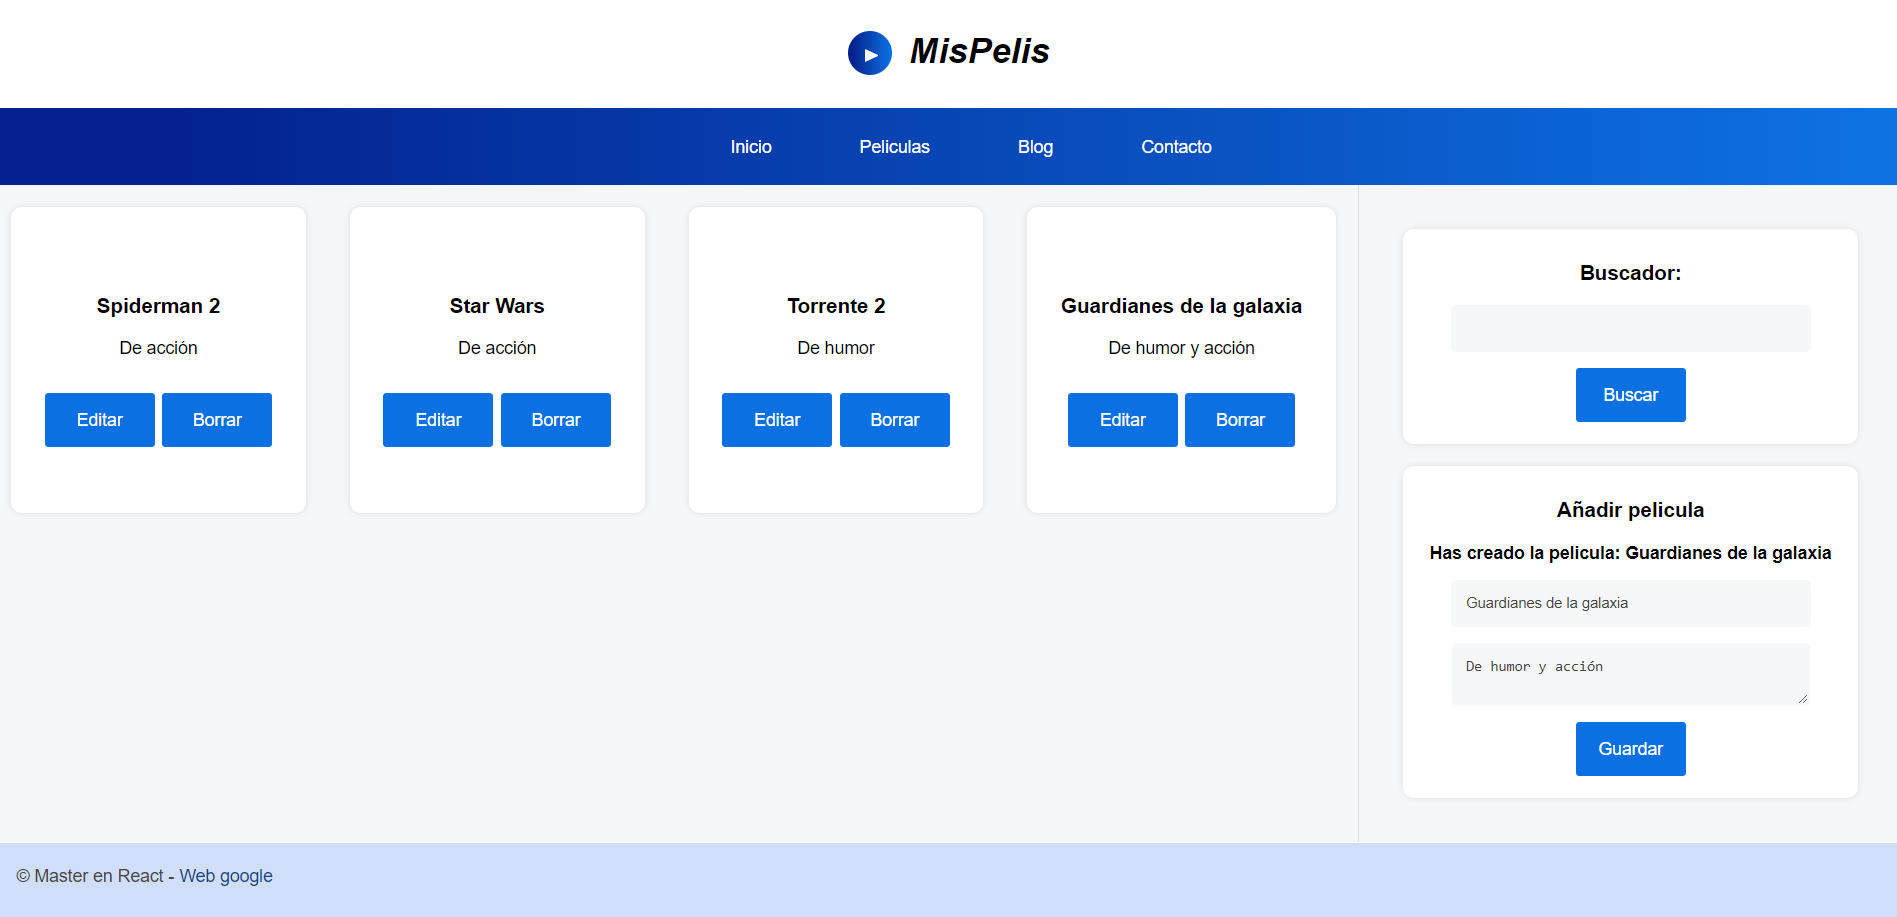 MisPelis
Inicio
Peliculas
Blog
Contacto
Spiderman 2
De acción
Editar
Borrar
Star Wars
De acción
Editar
Borrar
Torrente 2
De humor
Editar
Borrar
Guardianes de la galaxia
De humor y acción
Editar
Borrar
Buscador:
Buscar
Añadir pelicula
Has creado la pelicula: Guardianes de la galaxia
Guardianes de la galaxia
De humor y acción
Guardar
© Master en React - Web google